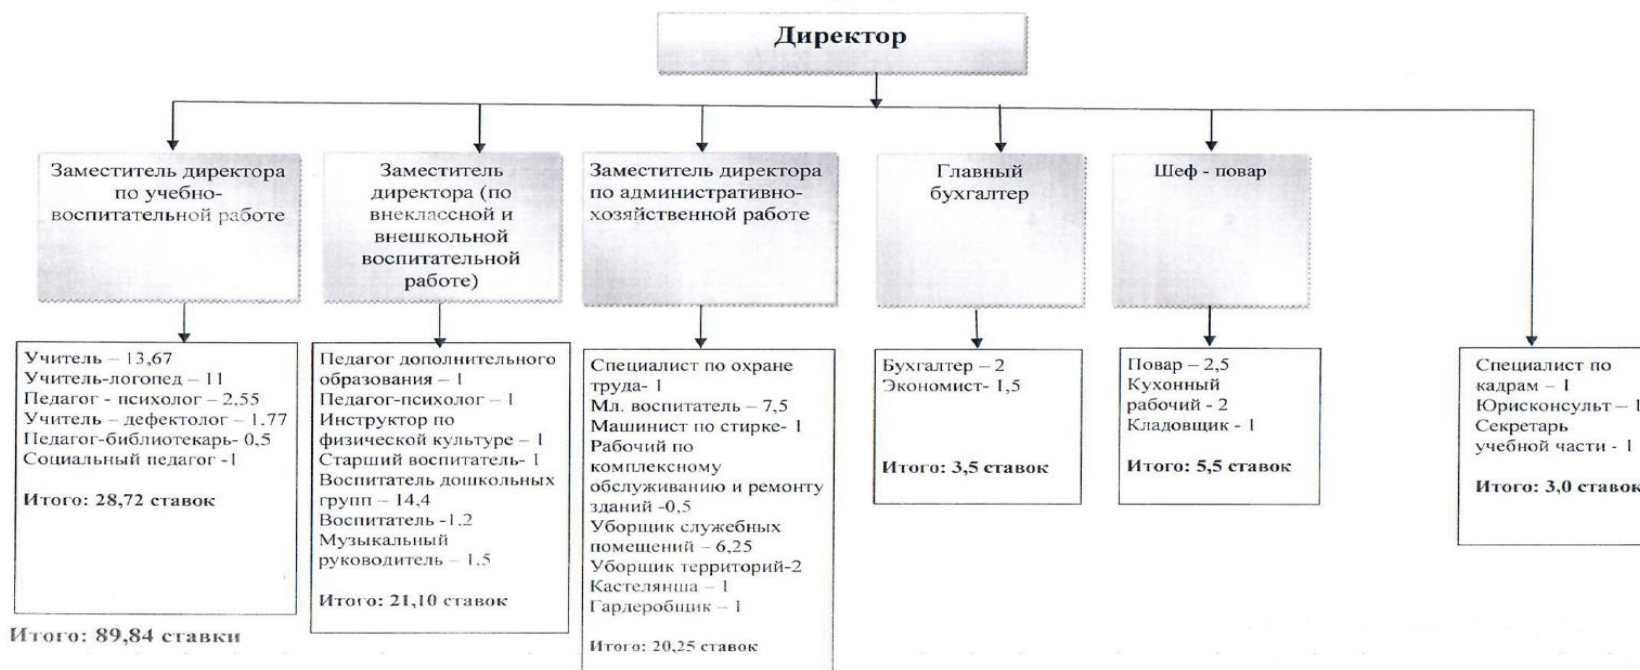 Директор
Заместитель директора
по учебно-
воспитательной работе
Заместитель
директора (по
внеклассной и
внешкольной
воспитательной
работе)
Заместитель директора
по административно-
хозяйственной работе
Главный
бухгалтер
Шеф - повар
Учитель – 13,67
Учитель-логопед – 11
Педагог - психолог – 2,55
Учитель – дефектолог – 1.77
Педагог-библиотекарь- 0,5
Социальный педагог -1
Итого: 28,72 ставок
Педагог дополнительного
образования – 1
Педагог-психолог – 1
Инструктор по
физической культуре – 1
Старший воспитатель- 1
Воспитатель дошкольных
групп – 14,4
Воспитатель -1.2
Музыкальный
руководитель – 1.5
Итого: 21,10 ставок
Специалист по охране
труда- 1
Мл. воспитатель – 7,5
Машинист по стирке- 1
Рабочий по
комплексному
обслуживанию и ремонту
зданий -0,5
Уборщик служебных
помещений – 6,25
Уборщик территорий-2
Кастелянша – 1
Гардеробщик – 1
Итого: 20,25 ставок
Бухгалтер – 2
Экономист- 1,5
Итого: 3,5 ставок
Повар – 2,5
Кухонный
рабочий - 2
Кладовщик - 1
Итого: 5,5 ставок
Специалист по
кадрам – 1
Юрисконсульт – 1
Секретарь
учебной части - 1
Итого: 3,0 ставок
Итого: 89,84 ставки